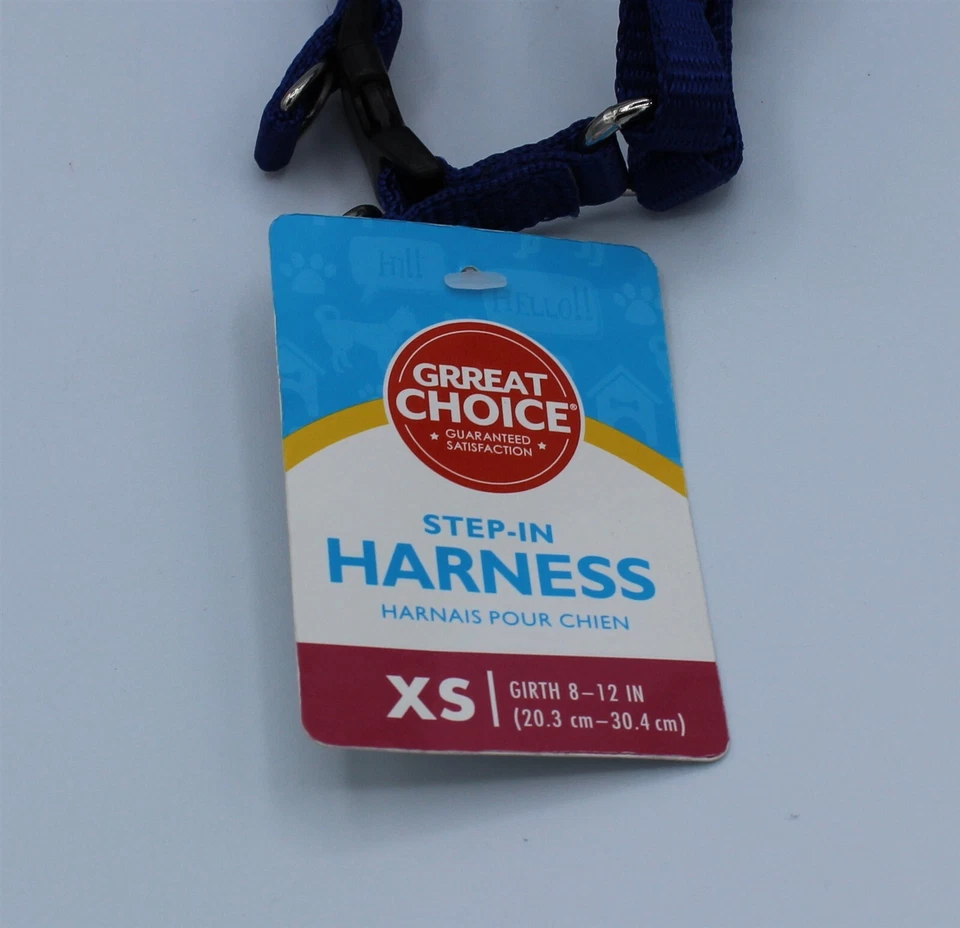 Hi!!
HELLO!!
GRREAT
CHOICE®
GUARANTEED
SATISFACTION
STEP-IN
HARNESS
HARNAIS POUR CHIEN
XS
GIRTH 8–12 IN
(20.3 cm–30.4 cm)